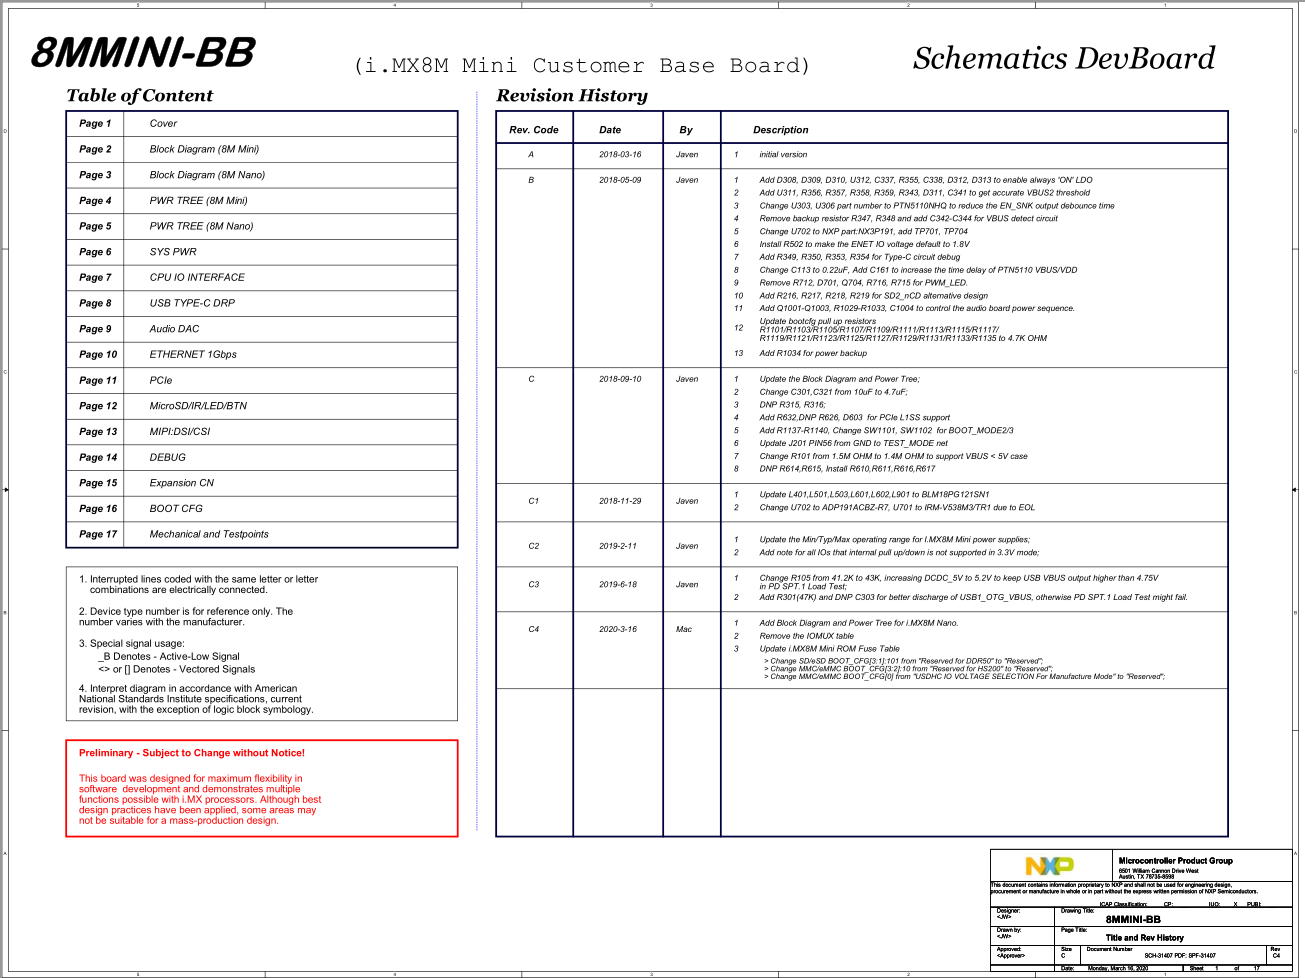 8MMINI-BB
(i.MX8M Mini Customer Base Board)
Schematics DevBoard
Table of Content
Page 1 Cover
Page 2 Block Diagram (8M Mini)
Page 3 Block Diagram (8M Nano)
Page 4 PWR TREE (8M Mini)
Page 5 PWR TREE (8M Nano)
Page 6 SYS PWR
Page 7 CPU IO INTERFACE
Page 8 USB TYPE-C DRP
Page 9 Audio DAC
Page 10 ETHERNET 1Gbps
Page 11 PCIe
Page 12 MicroSD/IR/LED/BTN
Page 13 MIPI:DSI/CSI
Page 14 DEBUG
Page 15 Expansion CN
Page 16 BOOT CFG
Page 17 Mechanical and Testpoints
1. Interrupted lines coded with the same letter or letter
combinations are electrically connected.
2. Device type number is for reference only. The
number varies with the manufacturer.
3. Special signal usage:
_B Denotes - Active-Low Signal
<> or [] Denotes - Vectored Signals
4. Interpret diagram in accordance with American
National Standards Institute specifications, current
revision, with the exception of logic block symbology.
Preliminary - Subject to Change without Notice!
This board was designed for maximum flexibility in
software development and demonstrates multiple
functions possible with i.MX processors. Although best
design practices have been applied, some areas may
not be suitable for a mass-production design.
Revision History
Rev. Code Date By Description
A 2018-03-16 Javen 1 initial version
B 2018-05-09 Javen 1 Add D308, D309, D310, U312, C337, R355, C338, D312, D313 to enable always 'ON' LDO
2 Add U311, R356, R357, R358, R359, R343, D311, C341 to get accurate VBUS2 threshold
3 Change U303, U306 part number to PTN5110NHQ to reduce the EN_SNK output debounce time
4 Remove backup resistor R347, R348 and add C342-C344 for VBUS detect circuit
5 Change U702 to NXP part:NX3P191, add TP701, TP704
6 Install R502 to make the ENET IO voltage default to 1.8V
7 Add R349, R350, R353, R354 for Type-C circuit debug
8 Change C113 to 0.22uF, Add C161 to increase the time delay of PTN5110 VBUS/VDD
9 Remove R712, D701, Q704, R716, R715 for PWM_LED.
10 Add R216, R217, R218, R219 for SD2_nCD alternative design
11 Add Q1001-Q1003, R1029-R1033, C1004 to control the audio board power sequence.
12 Update bootcfg pull up resistors
R1101/R1103/R1105/R1107/R1109/R1111/R1113/R1115/R1117/
R1119/R1121/R1123/R1125/R1127/R1129/R1131/R1133/R1135 to 4.7K OHM
13 Add R1034 for power backup
C 2018-09-10 Javen 1 Update the Block Diagram and Power Tree;
2 Change C301,C321 from 10uF to 4.7uF;
3 DNP R315, R316;
4 Add R632,DNP R626, D603 for PCIe L1SS support
5 Add R1137-R1140, Change SW1101, SW1102 for BOOT_MODE2/3
6 Update J201 PIN56 from GND to TEST_MODE net
7 Change R101 from 1.5M OHM to 1.4M OHM to support VBUS < 5V case
8 DNP R614,R615, Install R610,R611,R616,R617
C1 2018-11-29 Javen 1 Update L401,L501,L503,L601,L602,L901 to BLM18PG121SN1
2 Change U702 to ADP191ACBZ-R7, U701 to IRM-V538M3/TR1 due to EOL
C2 2019-2-11 Javen 1 Update the Min/Typ/Max operating range for I.MX8M Mini power supplies;
2 Add note for all IOs that internal pull up/down is not supported in 3.3V mode;
C3 2019-6-18 Javen 1 Change R105 from 41.2K to 43K, increasing DCDC_5V to 5.2V to keep USB VBUS output higher than 4.75V
in PD SPT.1 Load Test;
2 Add R301(47K) and DNP C303 for better discharge of USB1_OTG_VBUS, otherwise PD SPT.1 Load Test might fail.
C4 2020-3-16 Mac 1 Add Block Diagram and Power Tree for i.MX8M Nano.
2 Remove the IOMUX table
3 Update i.MX8M Mini ROM Fuse Table
> Change SD/eSD BOOT_CFG[3:1]:101 from "Reserved for DDR50" to "Reserved";
> Change MMC/eMMC BOOT_CFG[3:2]:10 from "Reserved for HS200" to "Reserved";
> Change MMC/eMMC BOOT_CFG[0] from "USDHC IO VOLTAGE SELECTION For Manufacture Mode" to "Reserved";
NXP
Microcontroller Product Group
6501 William Cannon Drive West
Austin, TX 78735-8598
This document contains information proprietary to NXP and shall not be used for engineering design,
procurement or manufacture in whole or in part without the express written permission of NXP Semiconductors.
ICAP Classification: CP: IUO: X PUBI:
Designer:
<JW>
Drawing Title:
8MMINI-BB
Drawn by:
<JW>
Page Title:
Title and Rev History
Approved:
<Approver>
Size
C
Document Number
SCH-31407 PDF: SPF-31407
Rev
C4
Date: Monday, March 16, 2020 Sheet 1 of 17